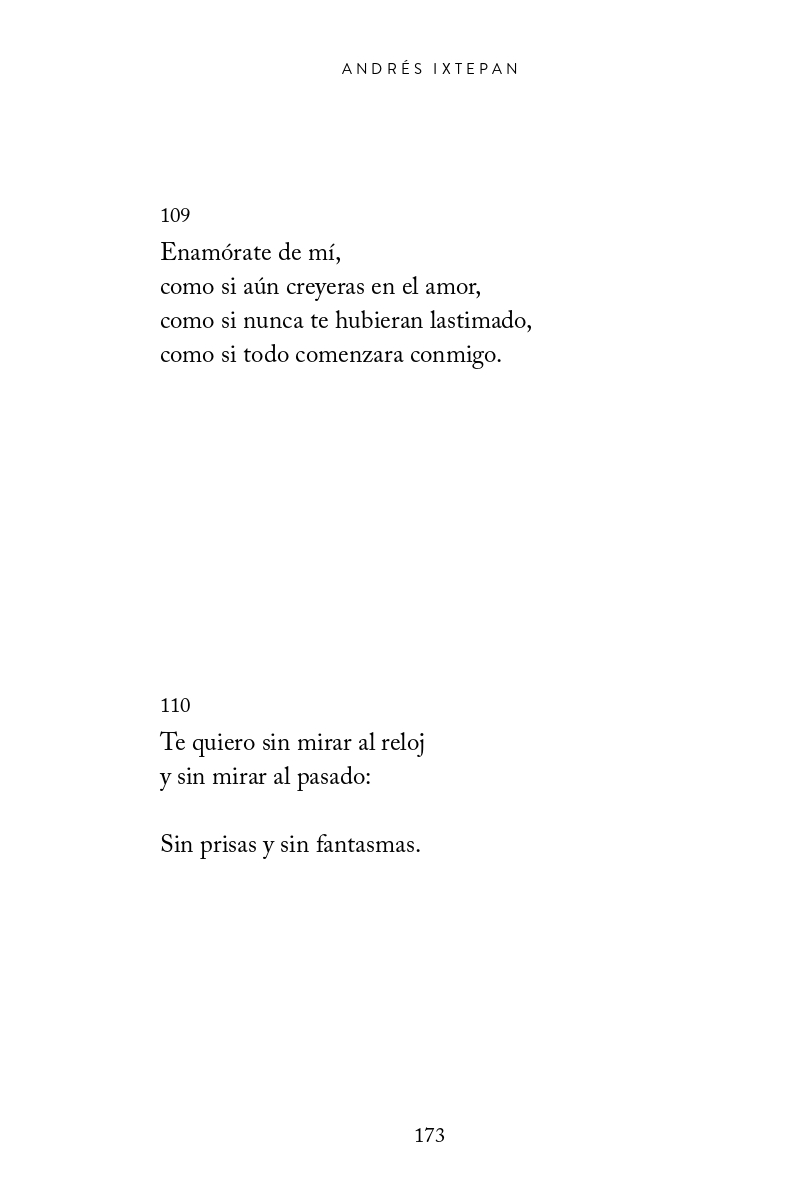 ANDRÉS IXTEPAN
109
Enamórate de mí,
como si aún creyeras en el amor,
como si nunca te hubieran lastimado,
como si todo comenzara conmigo.
110
Te quiero sin mirar al reloj
y sin mirar al pasado:
Sin prisas y sin fantasmas.
173